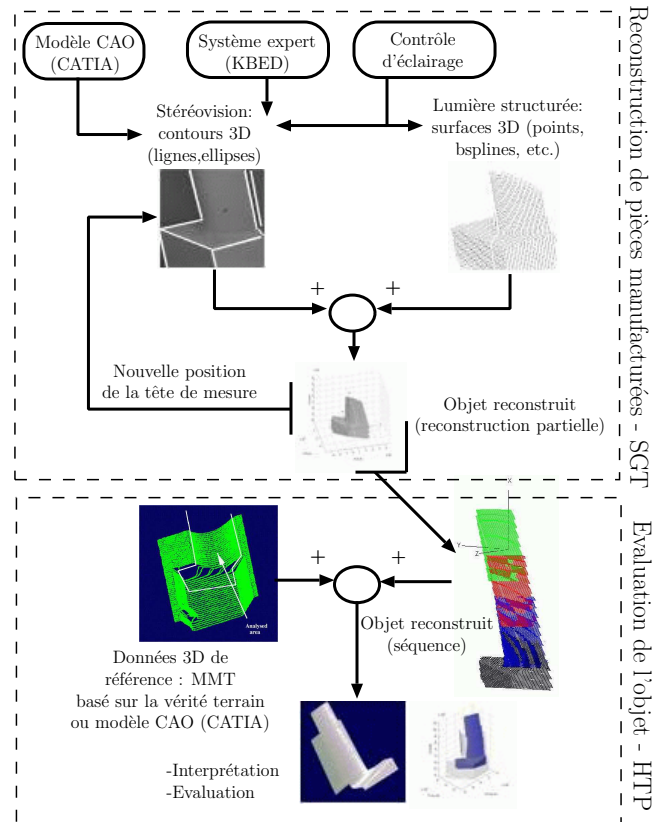 Modèle CAO
(CATIA)
Système expert
(KBED)
Contrôle
d'éclairage
Stéréovision:
contours 3D
(lignes,ellipses)
Lumière structurée:
surfaces 3D (points,
bsplines, etc.)
+
+
Nouvelle position
de la tête de mesure
Objet reconstruit
(reconstruction partielle)
Reconstruction de pièces manufacturées - SGT
X
Y
Z
+
+
Analysed
area
Objet reconstruit
(séquence)
Données 3D de
référence : MMT
basé sur la vérité terrain
ou modèle CAO (CATIA)
-Interprétation
-Evaluation
Evaluation de l'objet - HTP